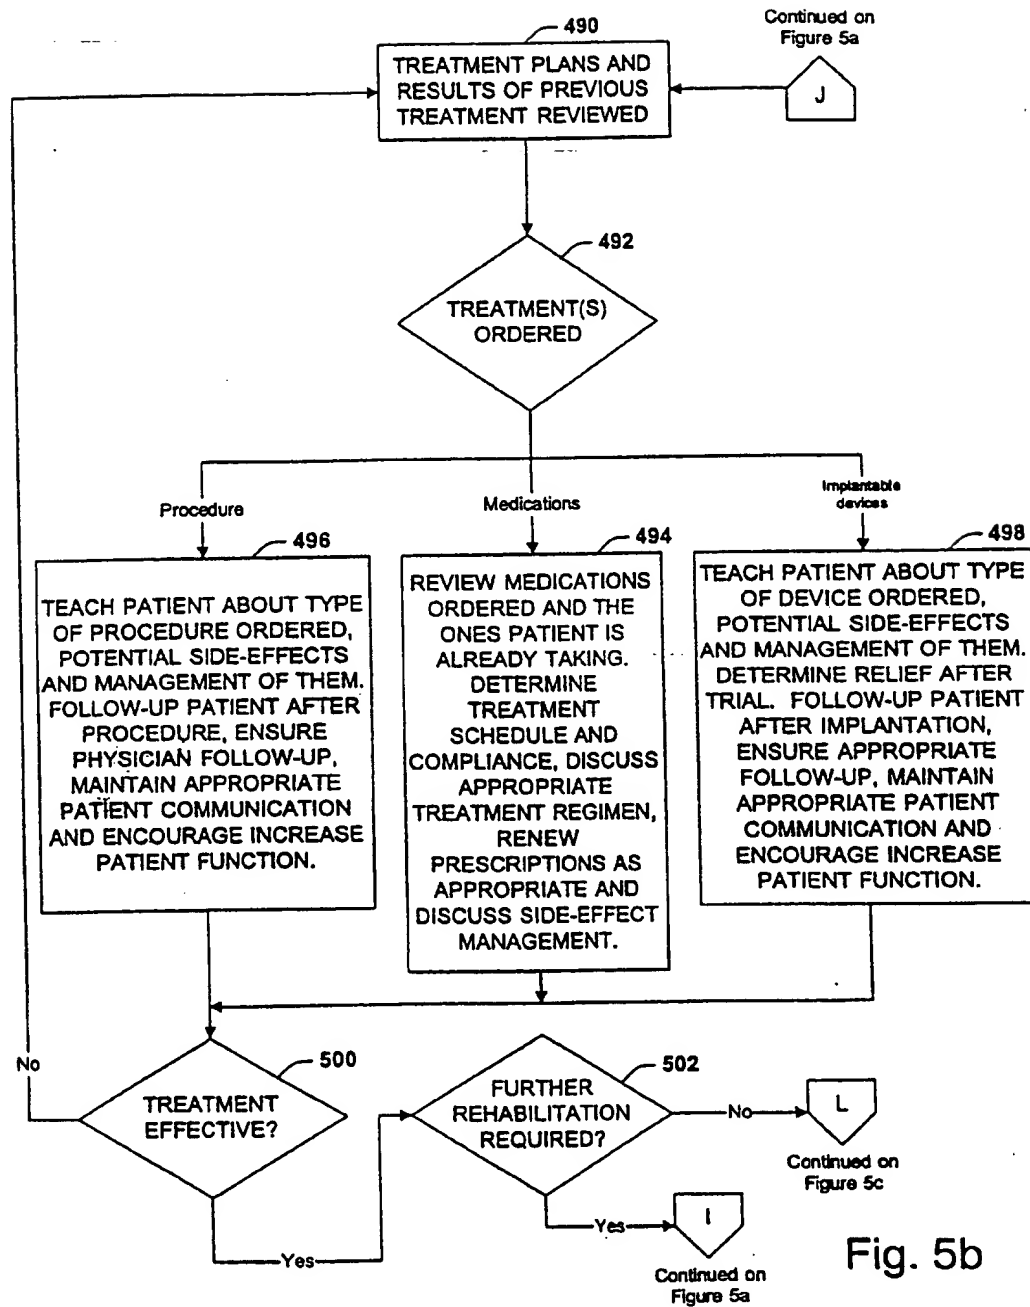 490
Continued on
Figure 5a
TREATMENT PLANS AND
RESULTS OF PREVIOUS
TREATMENT REVIEWED
J
492
TREATMENT(S)
ORDERED
Procedure
Medications
Implantable
devices
496
TEACH PATIENT ABOUT TYPE
OF PROCEDURE ORDERED,
POTENTIAL SIDE-EFFECTS
AND MANAGEMENT OF THEM.
FOLLOW-UP PATIENT AFTER
PROCEDURE, ENSURE
PHYSICIAN FOLLOW-UP,
MAINTAIN APPROPRIATE
PATIENT COMMUNICATION
AND ENCOURAGE INCREASE
PATIENT FUNCTION.
494
REVIEW MEDICATIONS
ORDERED AND THE
ONES PATIENT IS
ALREADY TAKING.
DETERMINE
TREATMENT
SCHEDULE AND
COMPLIANCE, DISCUSS
APPROPRIATE
TREATMENT REGIMEN,
RENEW
PRESCRIPTIONS AS
APPROPRIATE AND
DISCUSS SIDE-EFFECT
MANAGEMENT.
498
TEACH PATIENT ABOUT TYPE
OF DEVICE ORDERED,
POTENTIAL SIDE-EFFECTS
AND MANAGEMENT OF THEM.
DETERMINE RELIEF AFTER
TRIAL. FOLLOW-UP PATIENT
AFTER IMPLANTATION,
ENSURE APPROPRIATE
FOLLOW-UP, MAINTAIN
APPROPRIATE PATIENT
COMMUNICATION AND
ENCOURAGE INCREASE
PATIENT FUNCTION.
No
500
TREATMENT
EFFECTIVE?
Yes
502
FURTHER
REHABILITATION
REQUIRED?
No
L
Continued on
Figure 5c
Yes
I
Continued on
Figure 5a
Fig. 5b